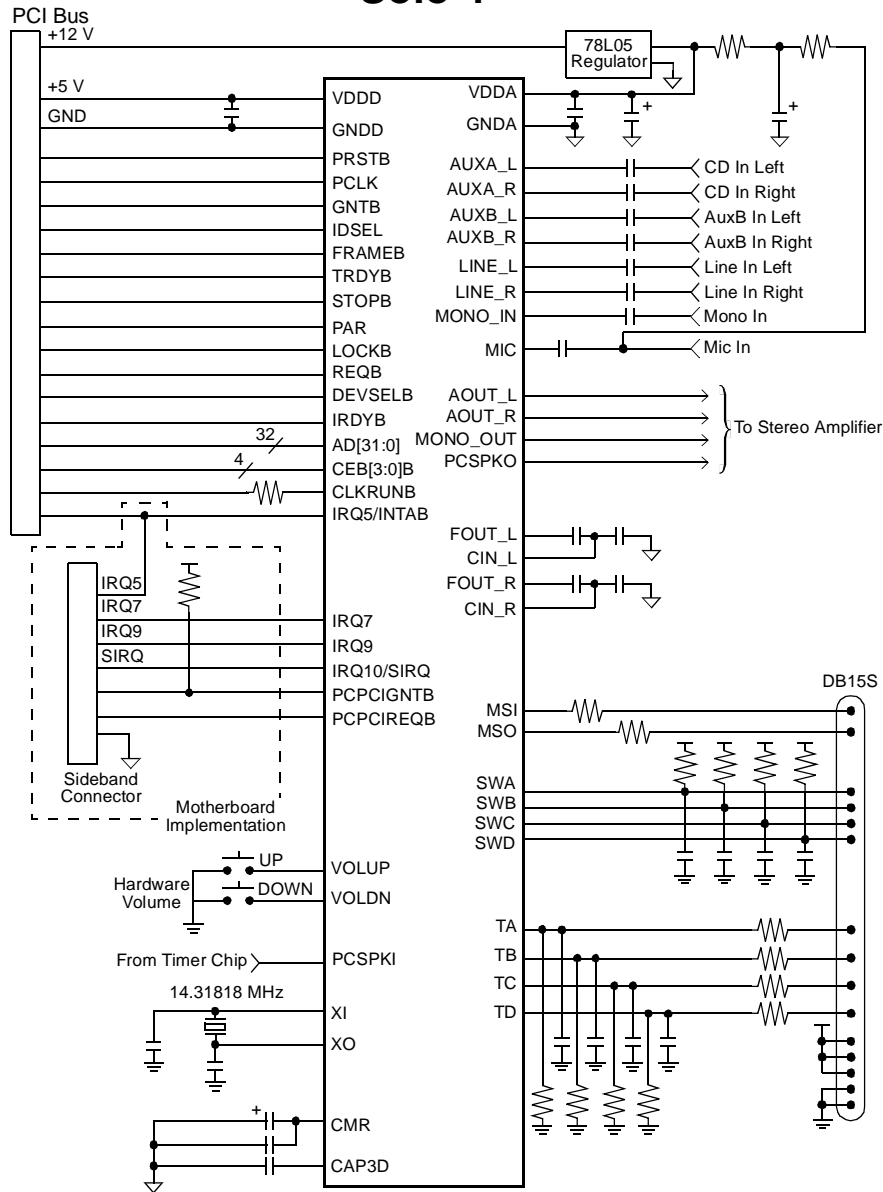 PCI Bus
+12 V
78L05
Regulator
+5 V
GND
VDDD
GNDD
PRSTB
PCLK
GNTB
IDSEL
FRAMEB
TRDYB
STOPB
PAR
LOCKB
REQB
DEVSELB
IRDYB
32
AD[31:0]
4
CEB[3:0]B
CLKRUNB
IRQ5/INTAB
VDDA
GNDA
+
+
AUXA_L
CD In Left
AUXA_R
CD In Right
AUXB_L
AuxB In Left
AUXB_R
AuxB In Right
LINE_L
Line In Left
LINE_R
Line In Right
MONO_IN
Mono In
MIC
Mic In
AOUT_L
AOUT_R
MONO_OUT
PCSPKO
To Stereo Amplifier
FOUT_L
CIN_L
FOUT_R
CIN_R
IRQ5
IRQ7
IRQ9
SIRQ
IRQ7
IRQ9
IRQ10/SIRQ
PCPCIGNTB
PCPCIREQB
Sideband
Connector
Motherboard
Implementation
DB15S
MSI
MSO
SWA
SWB
SWC
SWD
TA
TB
TC
TD
UP
VOLUP
Hardware
Volume
DOWN
VOLDN
From Timer Chip
PCSPKI
14.31818 MHz
XI
XO
+
CMR
CAP3D